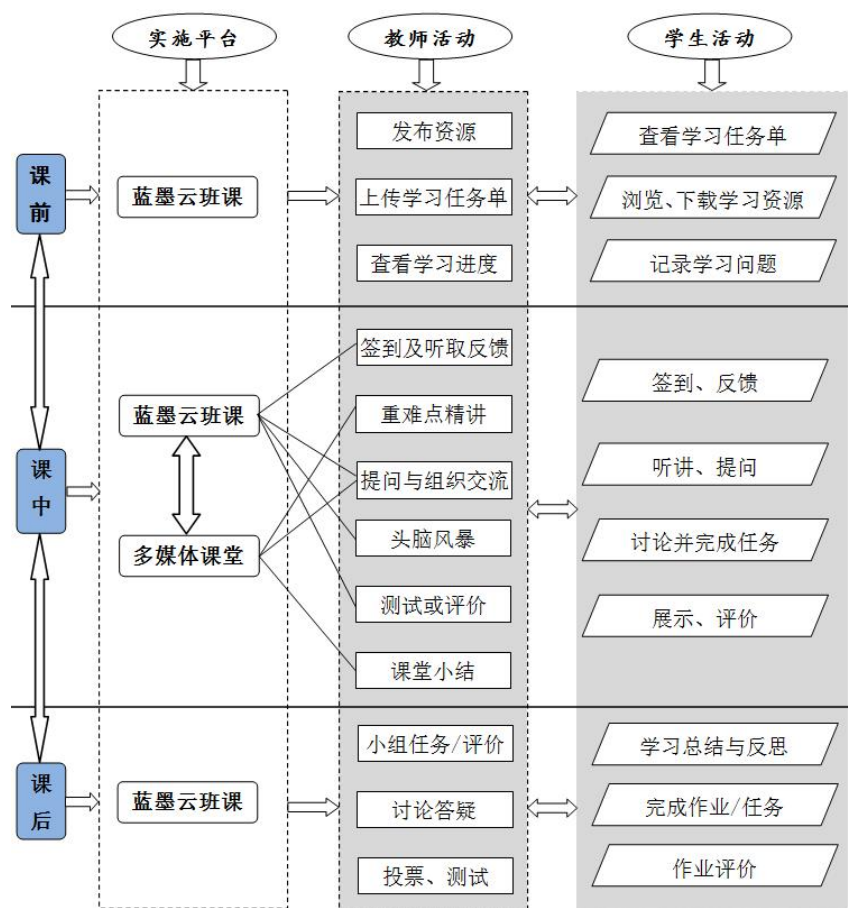 实施平台
教师活动
学生活动
课前
蓝墨云班课
发布资源
上传学习任务单
查看学习进度
查看学习任务单
浏览、下载学习资源
记录学习问题
课中
蓝墨云班课
多媒体课堂
签到及听取反馈
重难点精讲
提问与组织交流
头脑风暴
测试或评价
课堂小结
签到、反馈
听讲、提问
讨论并完成任务
展示、评价
课后
蓝墨云班课
小组任务/评价
讨论答疑
投票、测试
学习总结与反思
完成作业/任务
作业评价